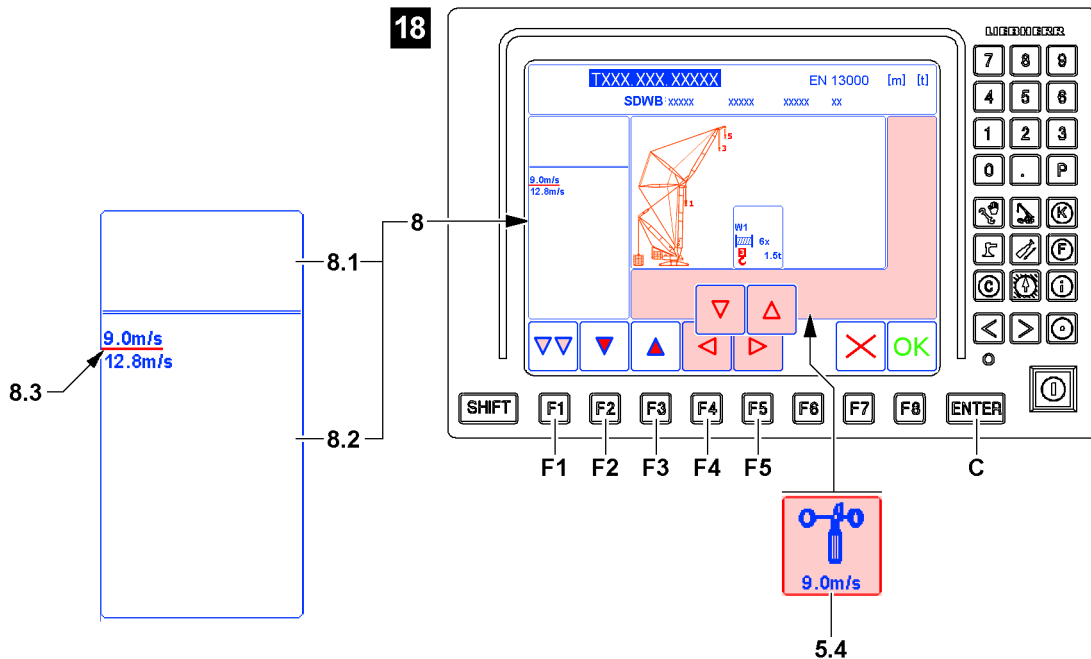 18
LIEBHERR
TXXX.XXX.XXXXX EN 13000 [m] [t]
SDWB: xxxxx xxxxx xxxxx xx
9.0m/s
12.8m/s
5
3
1
W1
6x
1.5t
OK
7 8 9
4 5 6
1 2 3
0 . P
K
F
C i
SHIFT F1 F2 F3 F4 F5 F6 F7 F8 ENTER
F1 F2 F3 F4 F5 C
8
8.1
9.0m/s
12.8m/s
8.3
8.2
9.0m/s
5.4